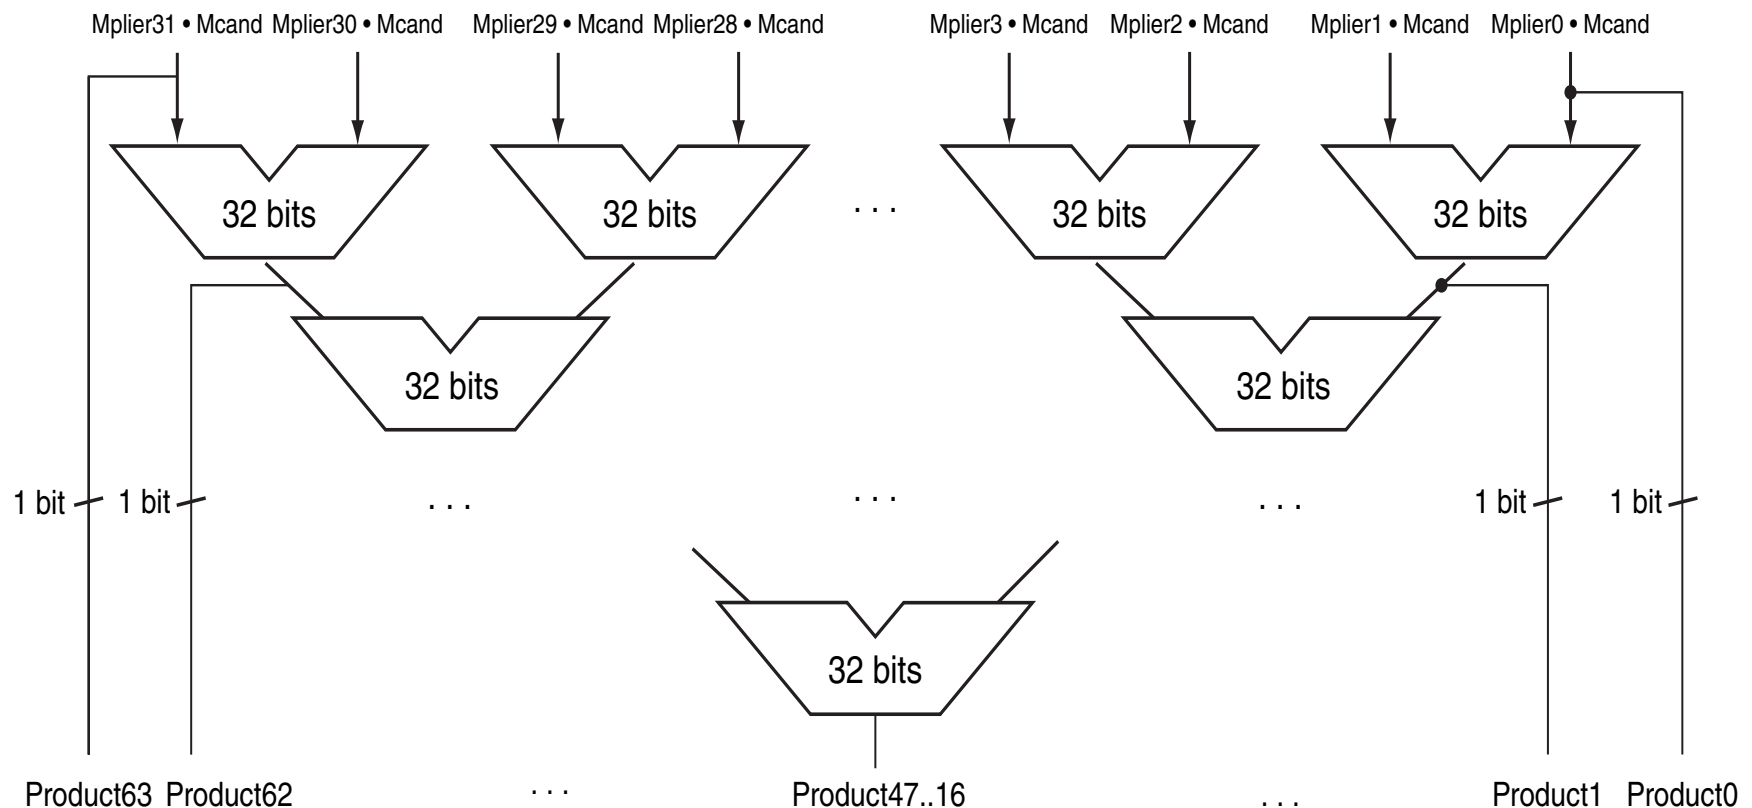 Mplier31 • Mcand Mplier30 • Mcand Mplier29 • Mcand Mplier28 • Mcand Mplier3 • Mcand Mplier2 • Mcand Mplier1 • Mcand Mplier0 • Mcand
32 bits 32 bits . . . 32 bits 32 bits
32 bits 32 bits
1 bit 1 bit . . . . . . . . . 1 bit 1 bit
32 bits
Product63 Product62 . . . Product47..16 . . . Product1 Product0